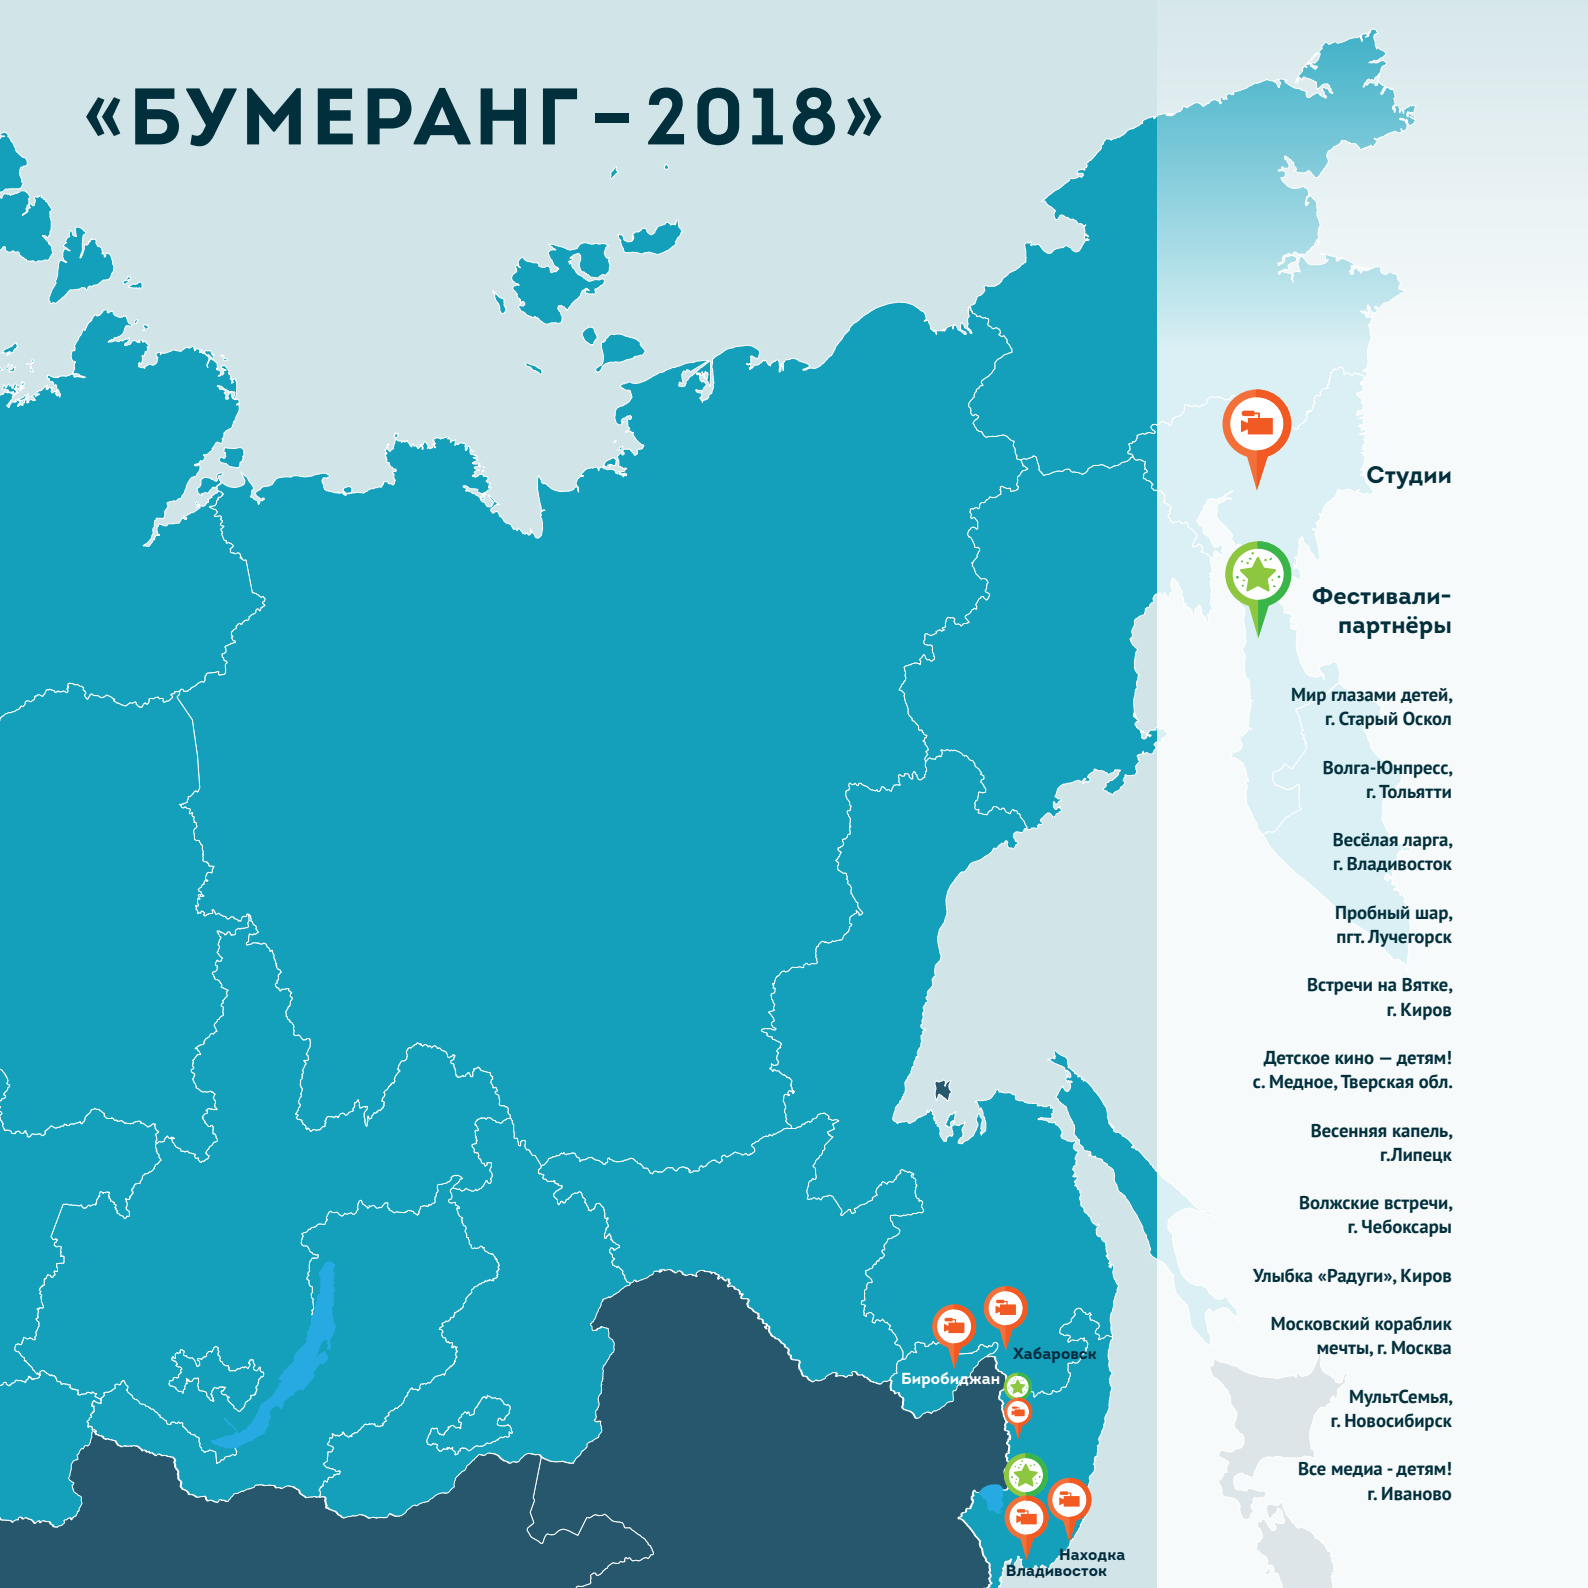 «БУМЕРАНГ – 2018»
Студии
Фестивали-
партнёры
Мир глазами детей,
г. Старый Оскол
Волга-Юнпресс,
г. Тольятти
Весёлая ларга,
г. Владивосток
Пробный шар,
пгт. Лучегорск
Встречи на Вятке,
г. Киров
Детское кино — детям!
с. Медное, Тверская обл.
Весенняя капель,
г.Липецк
Волжские встречи,
г. Чебоксары
Улыбка «Радуги», Киров
Московский кораблик
мечты, г. Москва
МультСемья,
г. Новосибирск
Все медиа - детям!
г. Иваново
Хабаровск
Биробиджан
Находка
Владивосток